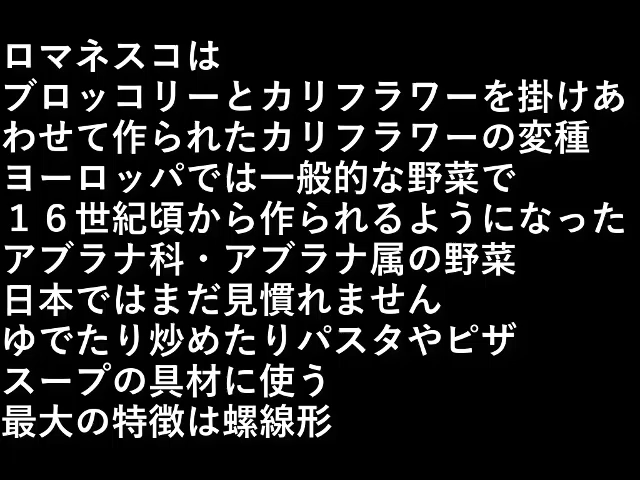 ロマネスコは
ブロッコリーとカリフラワーを掛けあ
わせて作られたカリフラワーの変種
ヨーロッパでは一般的な野菜で
１６世紀頃から作られるようになった
アブラナ科・アブラナ属の野菜
日本ではまだ見慣れません
ゆでたり炒めたりパスタやピザ
スープの具材に使う
最大の特徴は螺線形